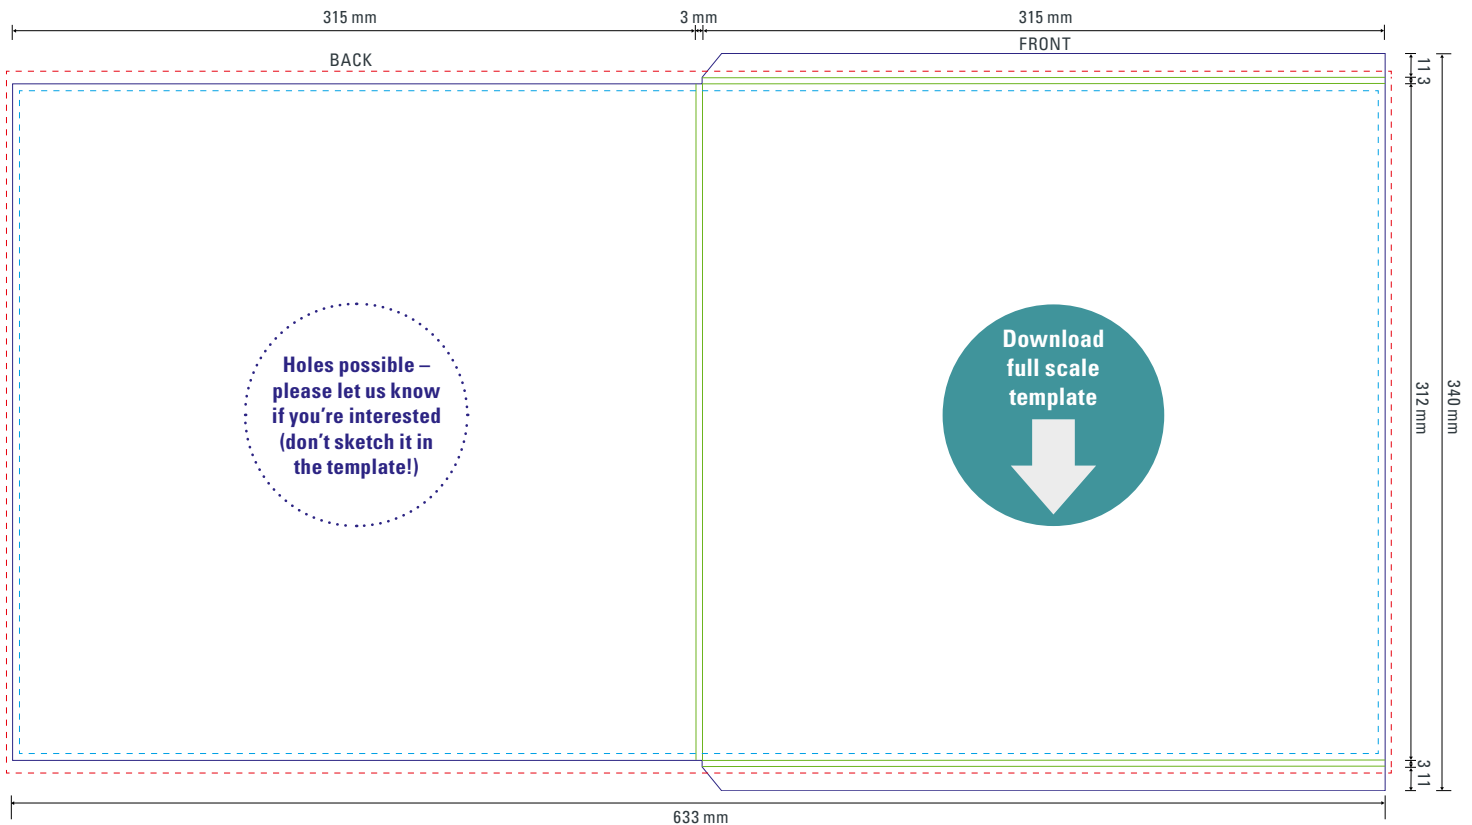 315 mm
3 mm
315 mm
BACK
FRONT
11
3
Holes possible –
please let us know
if you're interested
(don't sketch it in
the template!)
Download
full scale
template
312 mm
340 mm
3
11
633 mm